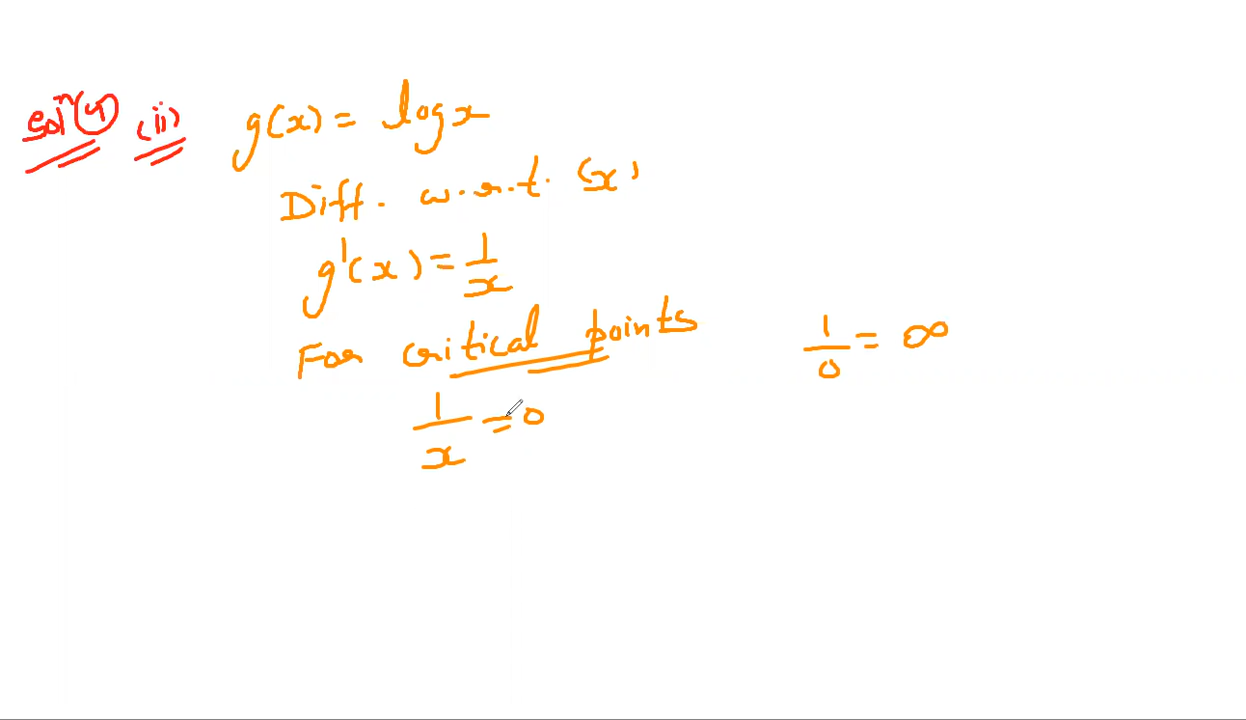 Solⁿ(4) (ii) g(x) = log x
Diff. w.r.t. 'x'
g'(x) = 1/x
For critical points
1/0 = ∞
1/x = 0